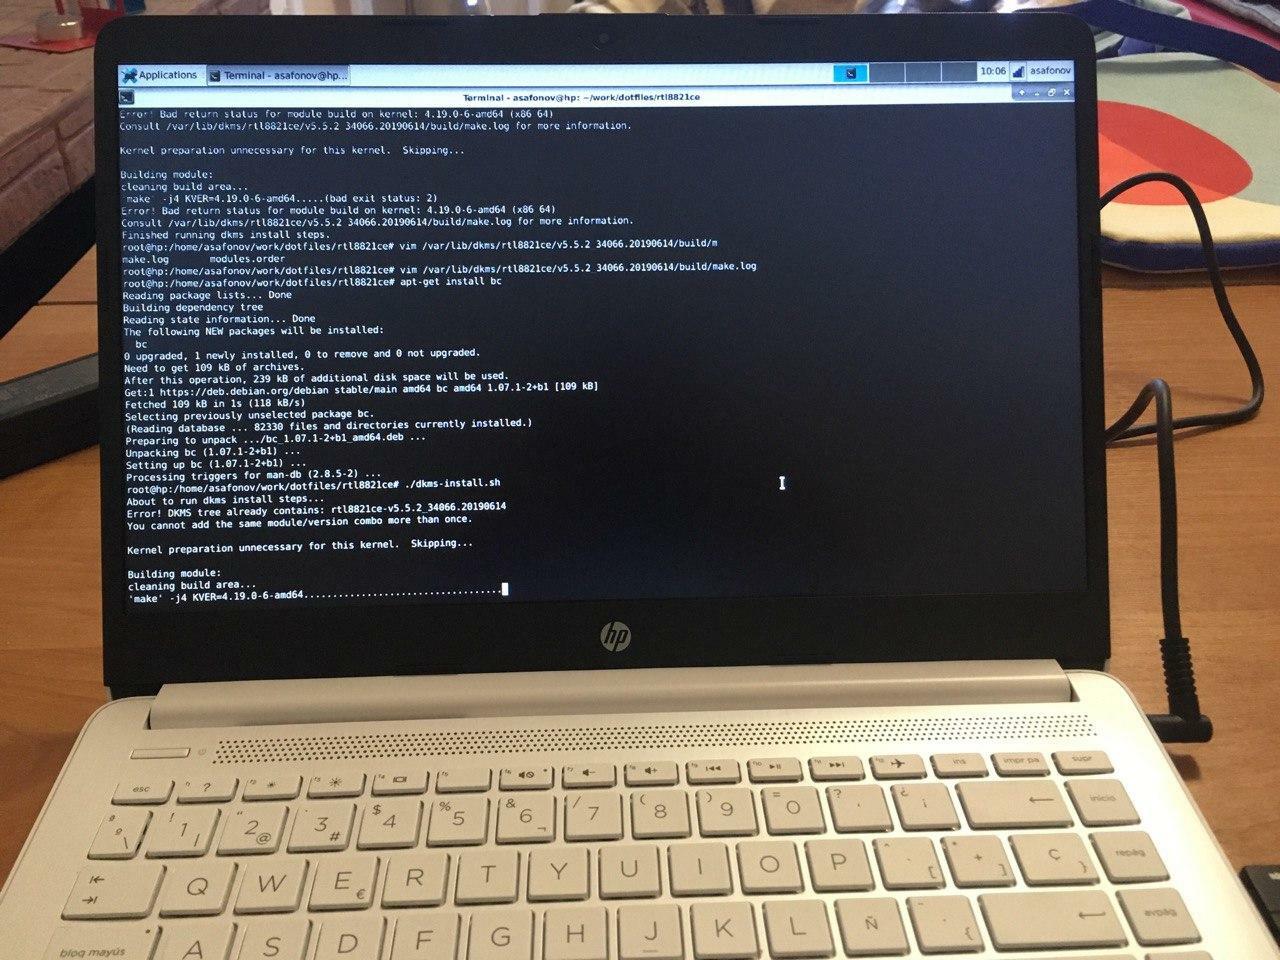 Applications
Terminal - asafonov@hp...
10:06
asafonov
Terminal - asafonov@hp: ~/work/dotfiles/rtl8821ce
Error! Bad return status for module build on kernel: 4.19.0-6-amd64 (x86_64)
Consult /var/lib/dkms/rtl8821ce/v5.5.2_34066.20190614/build/make.log for more information.
Kernel preparation unnecessary for this kernel.  Skipping...
Building module:
cleaning build area...
'make' -j4 KVER=4.19.0-6-amd64.....(bad exit status: 2)
Error! Bad return status for module build on kernel: 4.19.0-6-amd64 (x86_64)
Consult /var/lib/dkms/rtl8821ce/v5.5.2_34066.20190614/build/make.log for more information.
Finished running dkms install steps.
root@hp:/home/asafonov/work/dotfiles/rtl8821ce# vim /var/lib/dkms/rtl8821ce/v5.5.2_34066.20190614/build/m
make.log       modules.order
root@hp:/home/asafonov/work/dotfiles/rtl8821ce# vim /var/lib/dkms/rtl8821ce/v5.5.2_34066.20190614/build/make.log
root@hp:/home/asafonov/work/dotfiles/rtl8821ce# apt-get install bc
Reading package lists... Done
Building dependency tree
Reading state information... Done
The following NEW packages will be installed:
  bc
0 upgraded, 1 newly installed, 0 to remove and 0 not upgraded.
Need to get 109 kB of archives.
After this operation, 239 kB of additional disk space will be used.
Get:1 https://deb.debian.org/debian stable/main amd64 bc amd64 1.07.1-2+b1 [109 kB]
Fetched 109 kB in 1s (118 kB/s)
Selecting previously unselected package bc.
(Reading database ... 82330 files and directories currently installed.)
Preparing to unpack .../bc_1.07.1-2+b1_amd64.deb ...
Unpacking bc (1.07.1-2+b1) ...
Setting up bc (1.07.1-2+b1) ...
Processing triggers for man-db (2.8.5-2) ...
root@hp:/home/asafonov/work/dotfiles/rtl8821ce# ./dkms-install.sh
About to run dkms install steps...
Error! DKMS tree already contains: rtl8821ce-v5.5.2_34066.20190614
You cannot add the same module/version combo more than once.
Kernel preparation unnecessary for this kernel.  Skipping...
Building module:
cleaning build area...
'make' -j4 KVER=4.19.0-6-amd64..................................
hp
esc ? ins impr pa supr
º ª \ ! 1 | " 2 @ · 3 # $ 4 % 5 & 6 ¬ / 7 ( 8 ) 9 = 0 ? ' ¿ ¡ inicio
Q W E € R T Y U I O P ^ ` [ * + ] ç } repág
bloq mayús A S D F G H J K L Ñ ¨ ´ { avpág